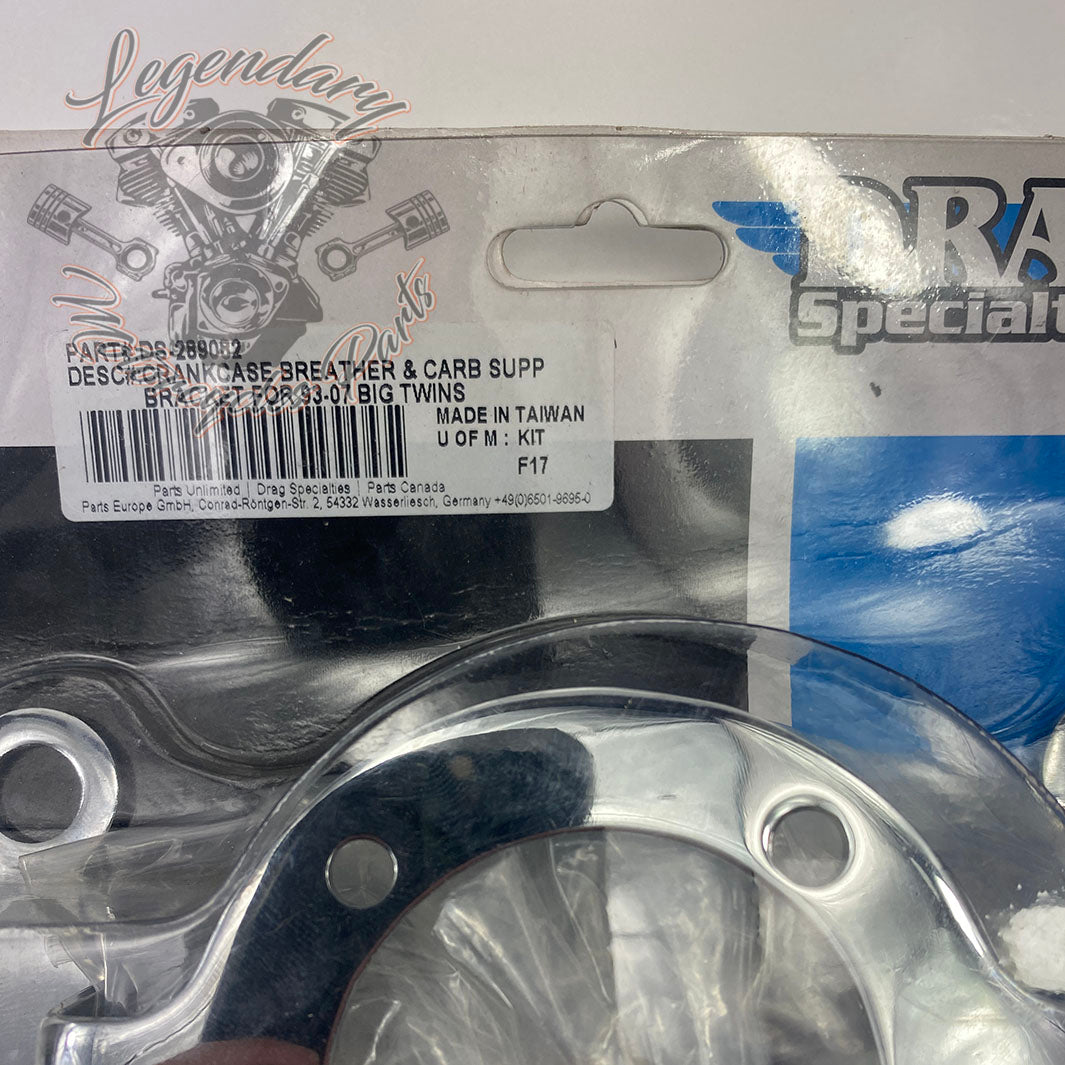 Legendary
Motorcycles Parts
DRA
Specialt
PART#:DS-289052
DESC#:CRANKCASE BREATHER & CARB SUPP
BRACKET FOR 93-07 BIG TWINS
MADE IN TAIWAN
U OF M : KIT
F17
Parts Unlimited | Drag Specialties | Parts Canada
Parts Europe GmbH, Conrad-Röntgen-Str. 2, 54332 Wasserliesch, Germany +49(0)6501-9695-0